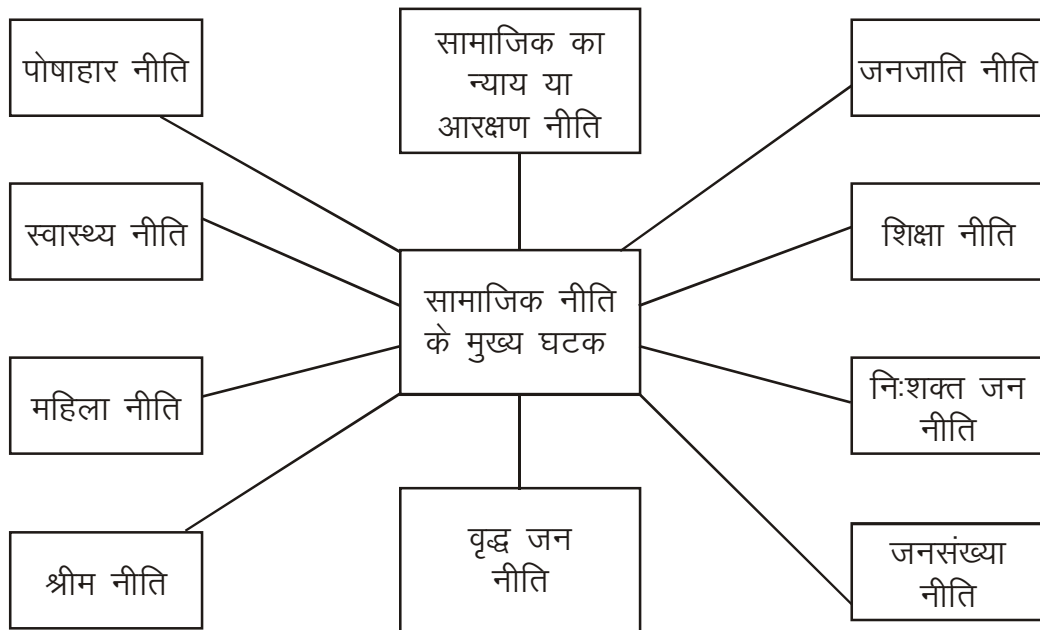 पोषाहार नीति
सामाजिक का
न्याय या
आरक्षण नीति
जनजाति नीति
स्वास्थ्य नीति
शिक्षा नीति
सामाजिक नीति
के मुख्य घटक
महिला नीति
निःशक्त जन
नीति
श्रीम नीति
वृद्ध जन
नीति
जनसंख्या
नीति